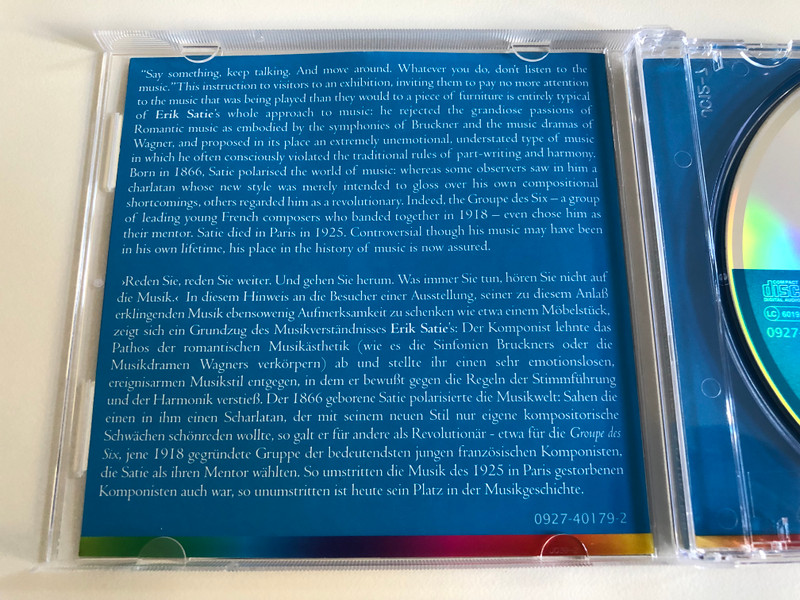 “Say something, keep talking. And move around. Whatever you do, don't listen to the
music.” This instruction to visitors to an exhibition, inviting them to pay no more attention
to the music that was being played than they would to a piece of furniture is entirely typical
of Erik Satie's whole approach to music: he rejected the grandiose passions of
Romantic music as embodied by the symphonies of Bruckner and the music dramas of
Wagner, and proposed in its place an extremely unemotional, understated type of music
in which he often consciously violated the traditional rules of part-writing and harmony.
Born in 1866, Satie polarised the world of music: whereas some observers saw in him a
charlatan whose new style was merely intended to gloss over his own compositional
shortcomings, others regarded him as a revolutionary. Indeed, the Groupe des Six – a group
of leading young French composers who banded together in 1918 – even chose him as
their mentor. Satie died in Paris in 1925. Controversial though his music may have been
in his own lifetime, his place in the history of music is now assured.
›Reden Sie, reden Sie weiter. Und gehen Sie herum. Was immer Sie tun, hören Sie nicht auf
die Musik.‹ In diesem Hinweis an die Besucher einer Ausstellung, seiner zu diesem Anlaß
erklingenden Musik ebensowenig Aufmerksamkeit zu schenken wie etwa einem Möbelstück,
zeigt sich ein Grundzug des Musikverständnisses Erik Satie's: Der Komponist lehnte das
Pathos der romantischen Musikästhetik (wie es die Sinfonien Bruckners oder die
Musikdramen Wagners verkörpern) ab und stellte ihr einen sehr emotionslosen,
ereignisarmen Musikstil entgegen, in dem er bewußt gegen die Regeln der Stimmführung
und der Harmonik verstieß. Der 1866 geborene Satie polarisierte die Musikwelt: Sahen die
einen in ihm einen Scharlatan, der mit seinem neuen Stil nur eigene kompositorische
Schwächen schönreden wollte, so galt er für andere als Revolutionär - etwa für die Groupe des
Six, jene 1918 gegründete Gruppe der bedeutendsten jungen französischen Komponisten,
die Satie als ihren Mentor wählten. So umstritten die Musik des 1925 in Paris gestorbenen
Komponisten auch war, so unumstritten ist heute sein Platz in der Musikgeschichte.
0927-40179-2
COMPACT
disc
DIGITAL AUDIO
LC 6019
0927-